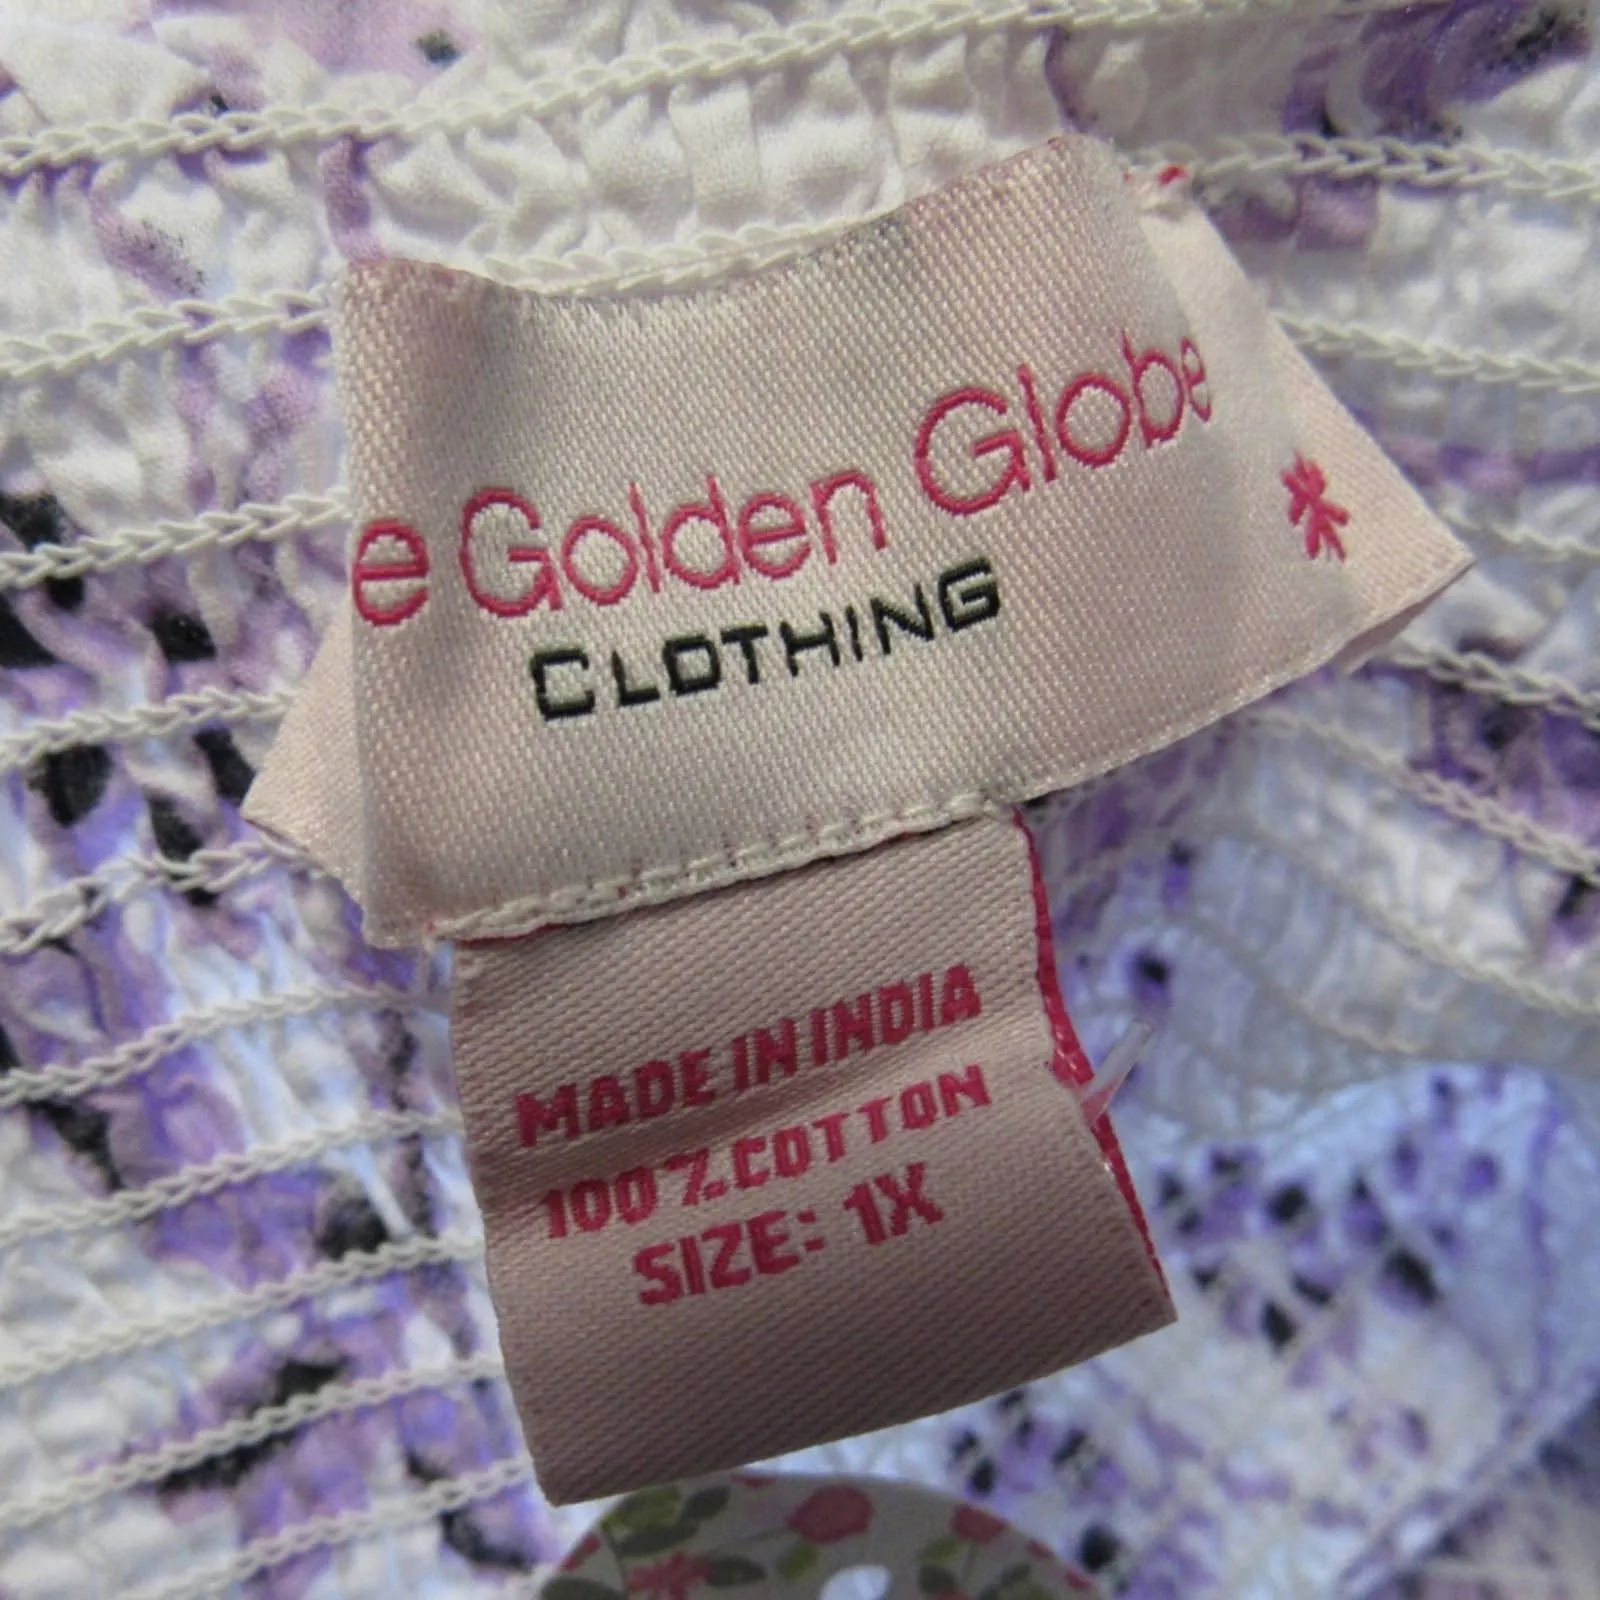 e Golden Globe
CLOTHING
MADE IN INDIA
100% COTTON
SIZE: 1X